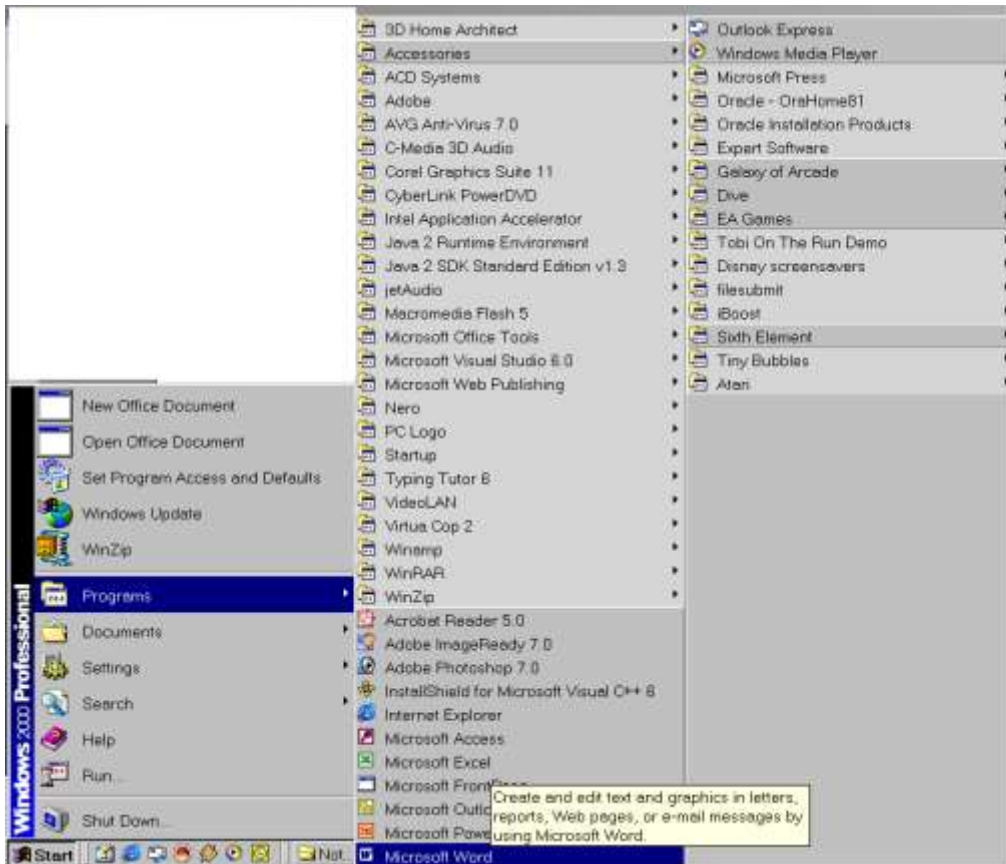 New Office Document
Open Office Document
Set Program Access and Defaults
Windows Update
WinZip
Programs
Documents
Settings
Search
Help
Run...
Shut Down...
Windows 2000 Professional
Start
Not...
3D Home Architect
Accessories
ACD Systems
Adobe
AVG Anti-Virus 7.0
C-Media 3D Audio
Corel Graphics Suite 11
CyberLink PowerDVD
Intel Application Accelerator
Java 2 Runtime Environment
Java 2 SDK Standard Edition v1.3
jetAudio
Macromedia Flash 5
Microsoft Office Tools
Microsoft Visual Studio 6.0
Microsoft Web Publishing
Nero
PC Logo
Startup
Typing Tutor 6
VideoLAN
Virtua Cop 2
Winamp
WinRAR
WinZip
Acrobat Reader 5.0
Adobe ImageReady 7.0
Adobe Photoshop 7.0
InstallShield for Microsoft Visual C++ 6
Internet Explorer
Microsoft Access
Microsoft Excel
Microsoft FrontPage
Microsoft Outlo
Microsoft Powe
Microsoft Word
Create and edit text and graphics in letters,
reports, Web pages, or e-mail messages by
using Microsoft Word.
Outlook Express
Windows Media Player
Microsoft Press
Oracle - OraHome81
Oracle Installation Products
Expert Software
Galaxy of Arcade
Dive
EA Games
Tobi On The Run Demo
Disney screensavers
filesubmit
iBoost
Sixth Element
Tiny Bubbles
Atari